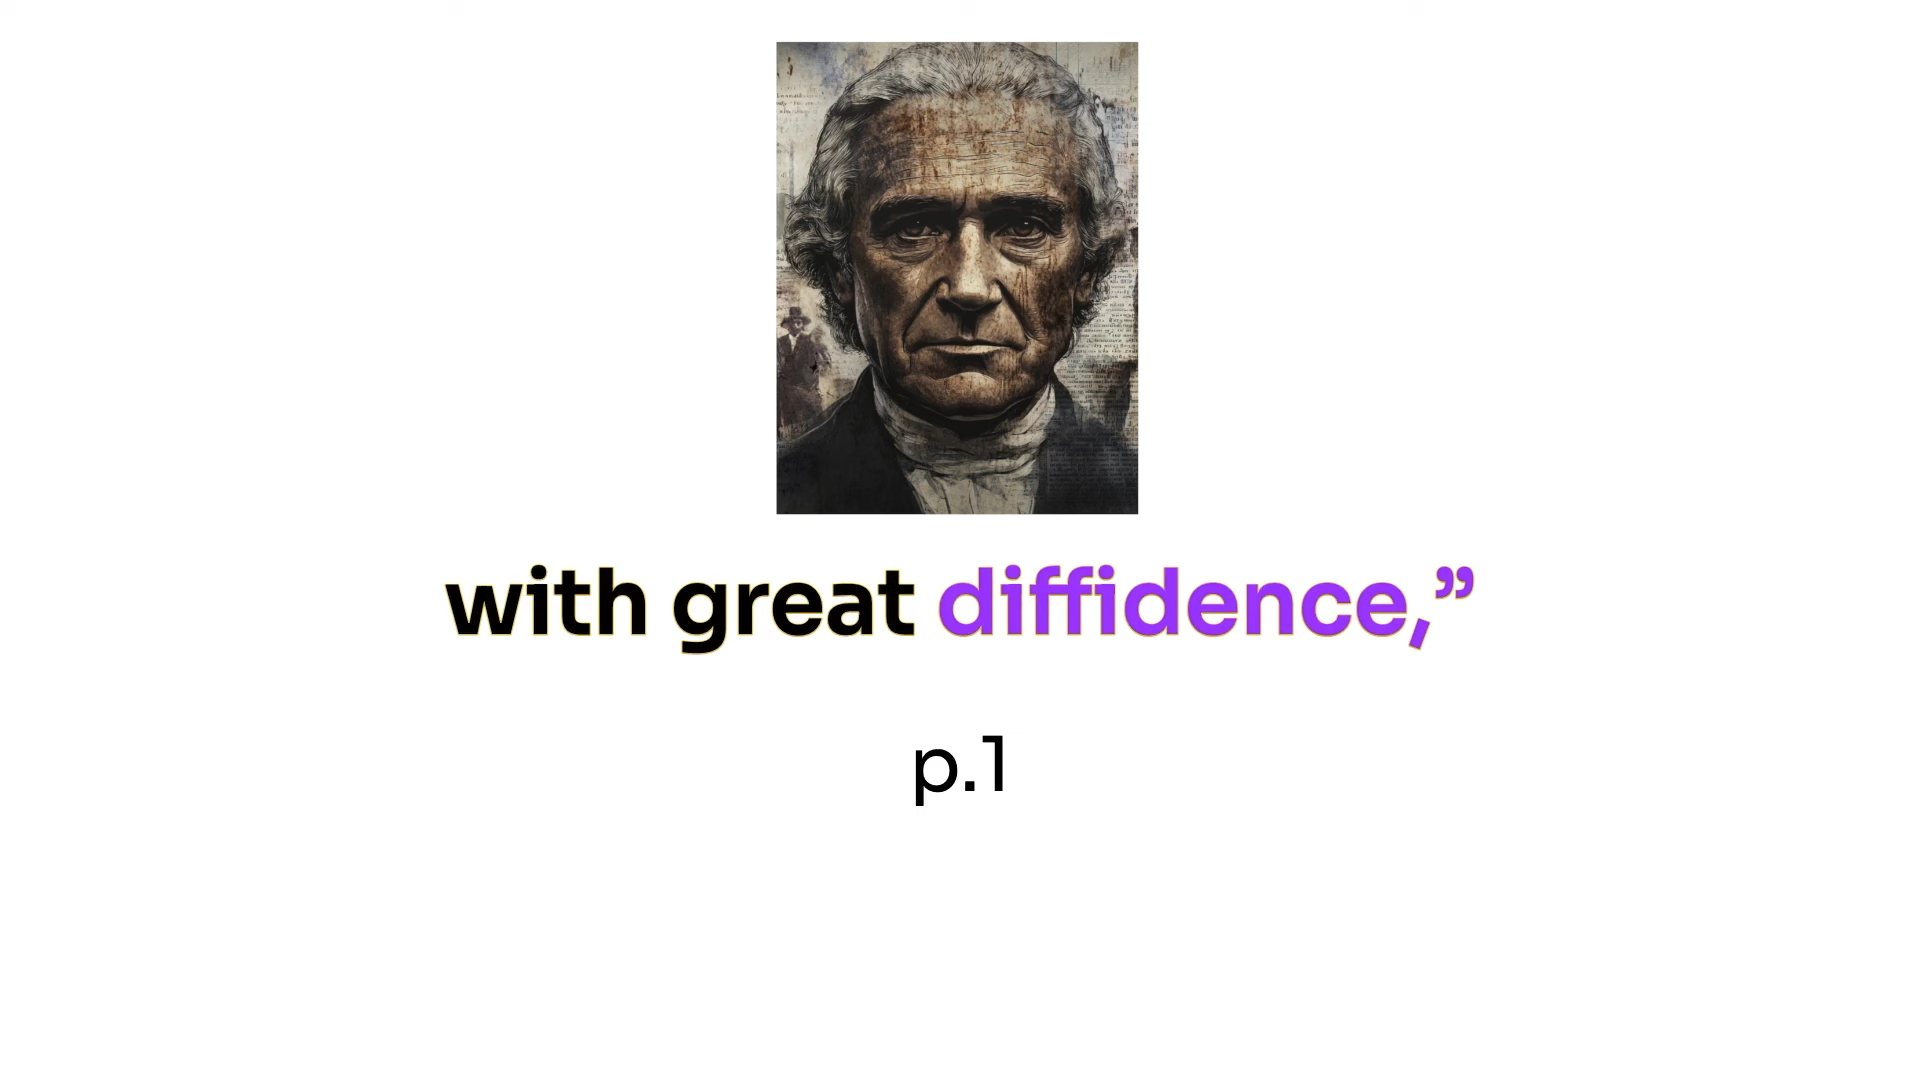 with great diffidence,”
p.1